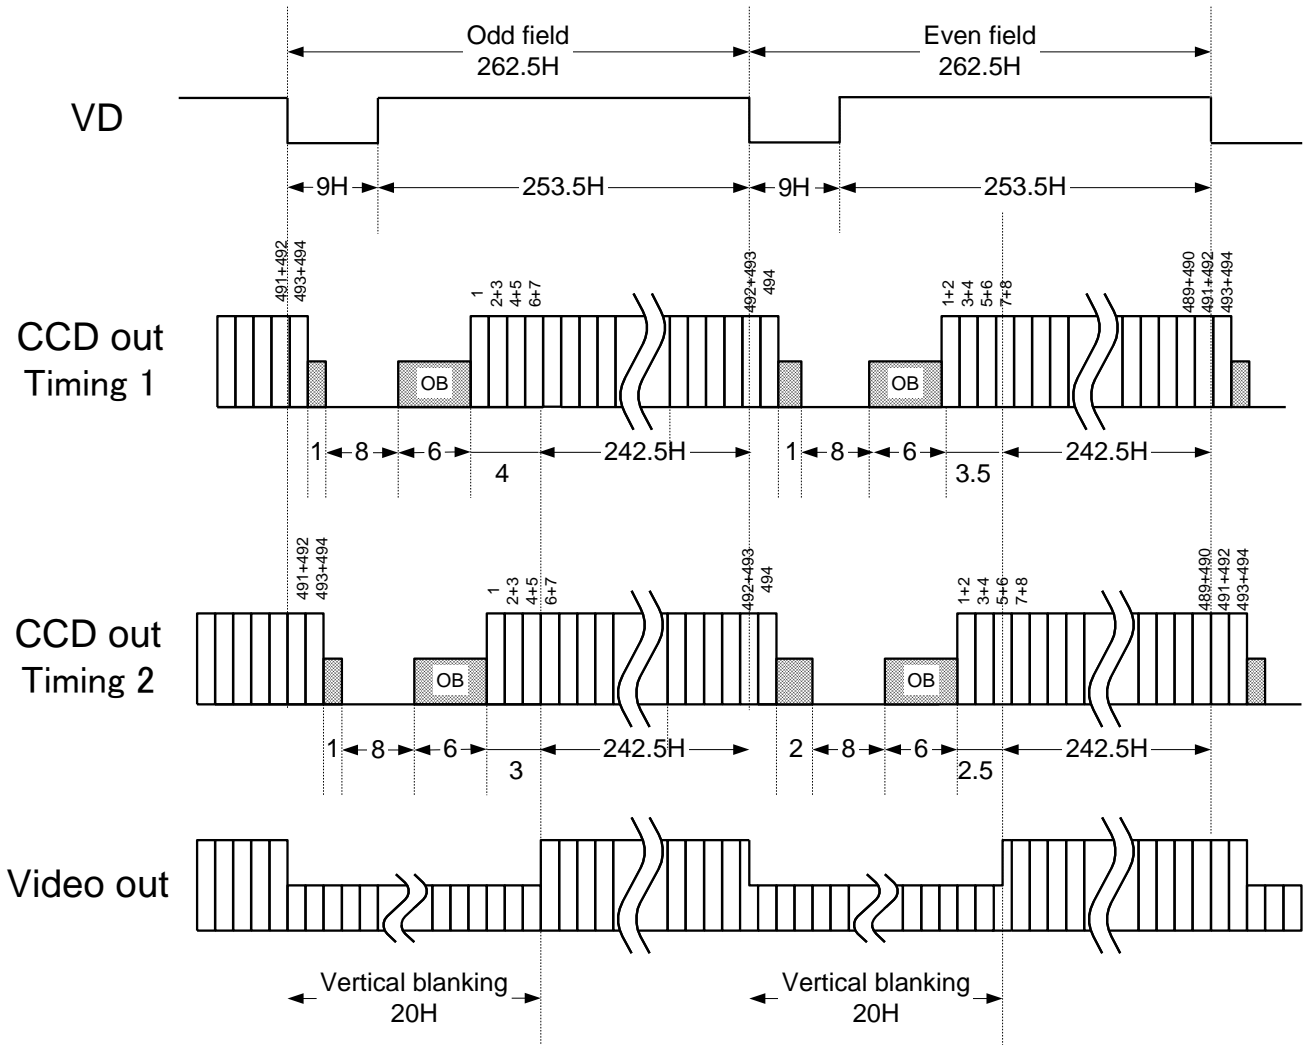 Odd field
262.5H
Even field
262.5H
VD
9H
253.5H
9H
253.5H
491+492
493+494
1
2+3
4+5
6+7
492+493
494
1+2
3+4
5+6
7+8
489+490
491+492
493+494
CCD out
Timing 1
OB
OB
1
8
6
4
242.5H
1
8
6
3.5
242.5H
491+492
493+494
1
2+3
4+5
6+7
492+493
494
1+2
3+4
5+6
7+8
489+490
491+492
493+494
CCD out
Timing 2
OB
OB
1
8
6
3
242.5H
2
8
6
2.5
242.5H
Video out
Vertical blanking
20H
Vertical blanking
20H